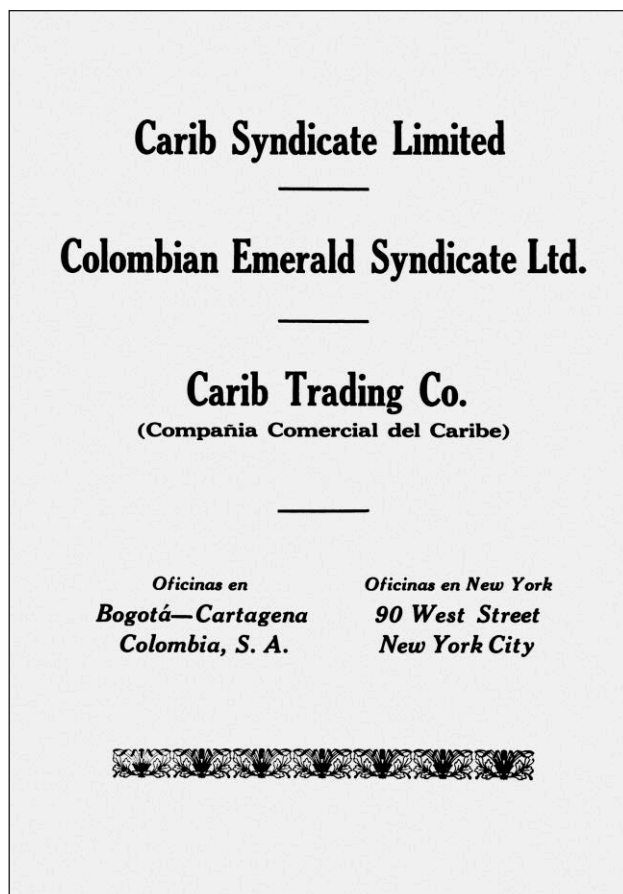 Carib Syndicate Limited
Colombian Emerald Syndicate Ltd.
Carib Trading Co.
(Compañia Comercial del Caribe)
Oficinas en
Bogotá—Cartagena
Colombia, S. A.
Oficinas en New York
90 West Street
New York City